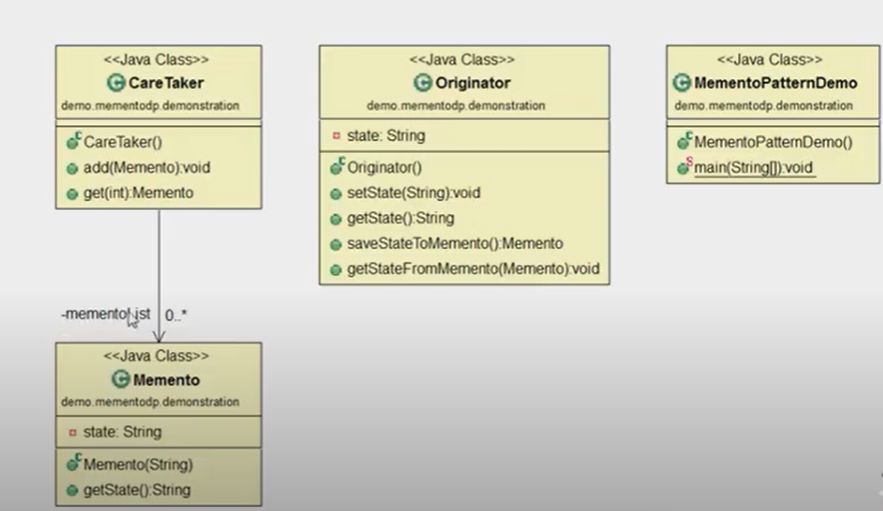 <<Java Class>>
CareTaker
demo.mementodp.demonstration
CareTaker()
add(Memento):void
get(int):Memento
<<Java Class>>
Originator
demo.mementodp.demonstration
state: String
Originator()
setState(String):void
getState():String
saveStateToMemento():Memento
getStateFromMemento(Memento):void
<<Java Class>>
MementoPatternDemo
demo.mementodp.demonstration
MementoPatternDemo()
main(String[]):void
-mementoList 0..*
<<Java Class>>
Memento
demo.mementodp.demonstration
state: String
Memento(String)
getState():String